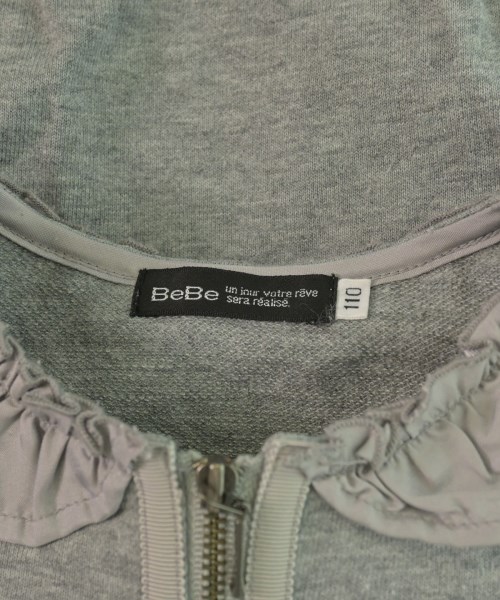 BeBe
un jour votre rêve
sera réalisé.
110